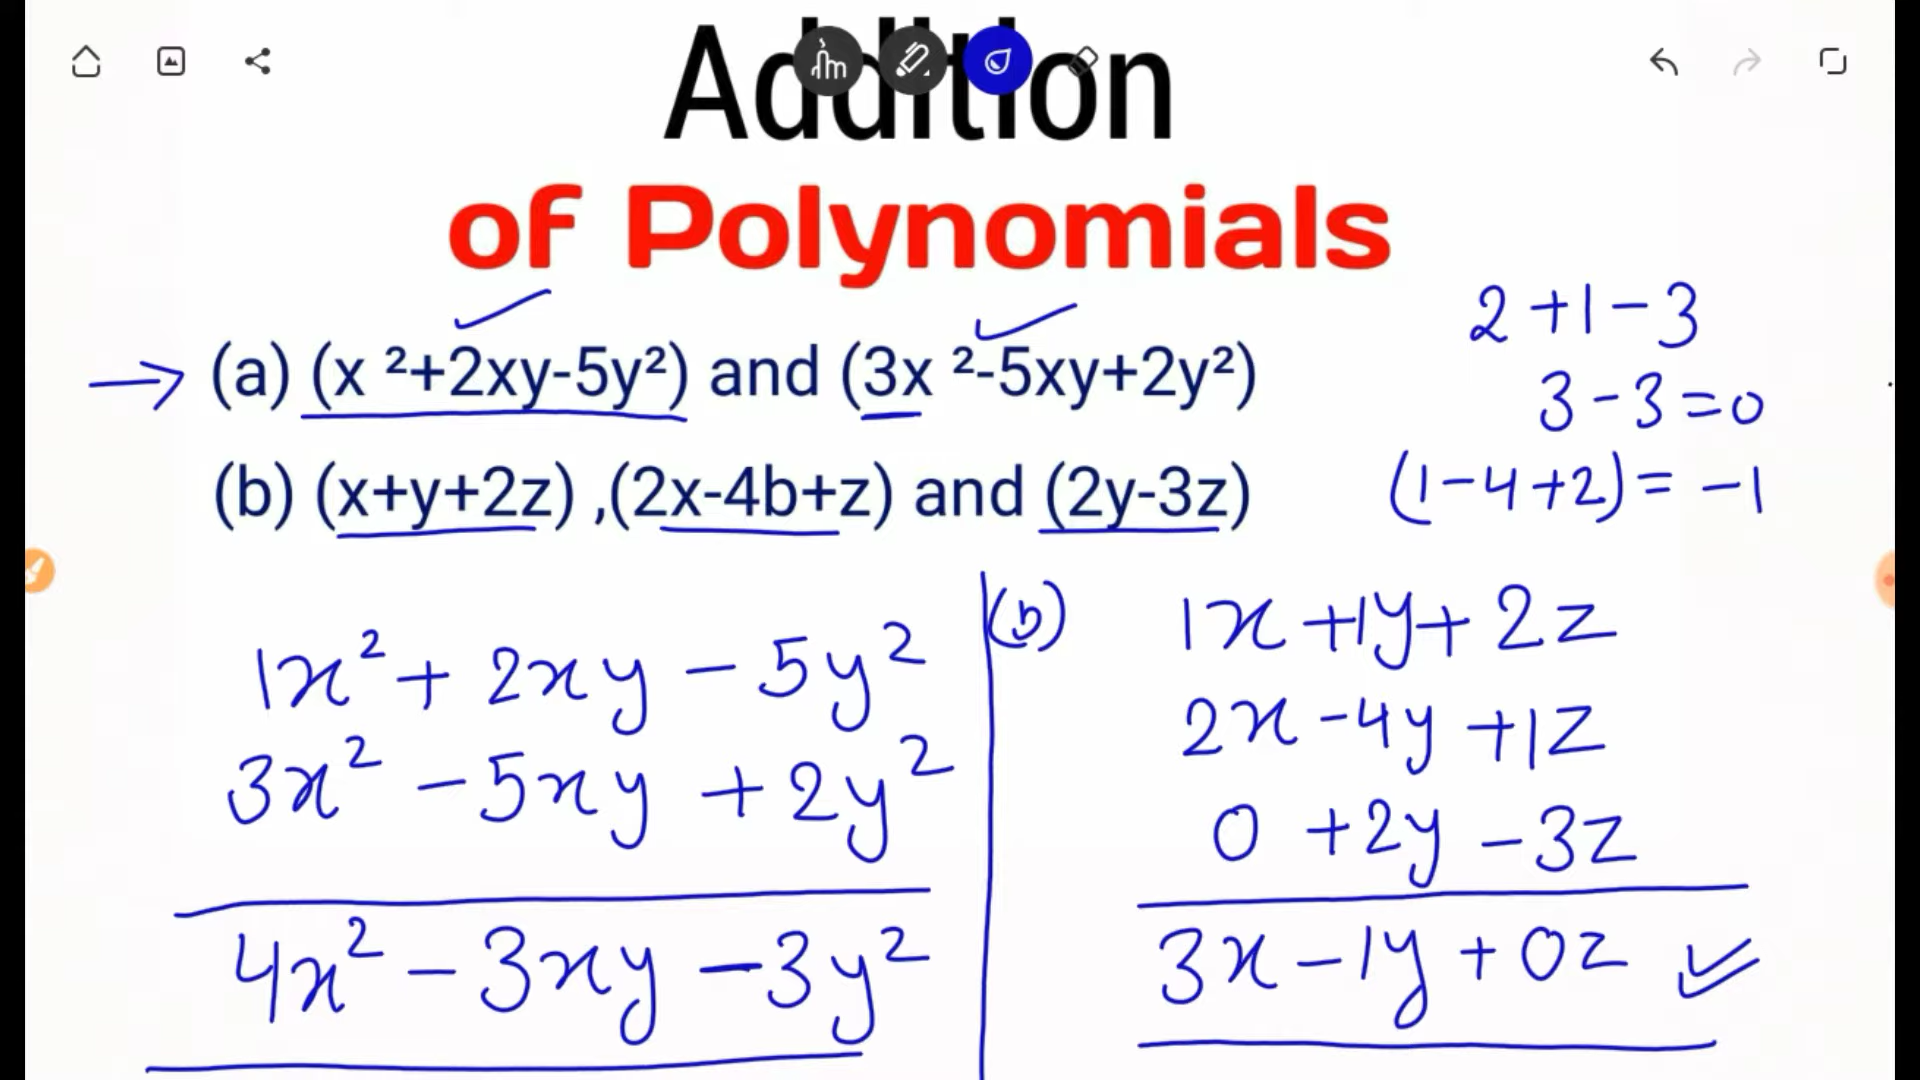 Addition
of Polynomials
2+1-3
(a) (x ²+2xy-5y²) and (3x ²-5xy+2y²)
3-3=0
(b) (x+y+2z) ,(2x-4b+z) and (2y-3z)
(1-4+2)= -1
1x² + 2xy - 5y²
3x² - 5xy + 2y²
4x² - 3xy - 3y²
(b) 1x +1y + 2z
2x -4y +1z
0 +2y -3z
3x -1y + 0z